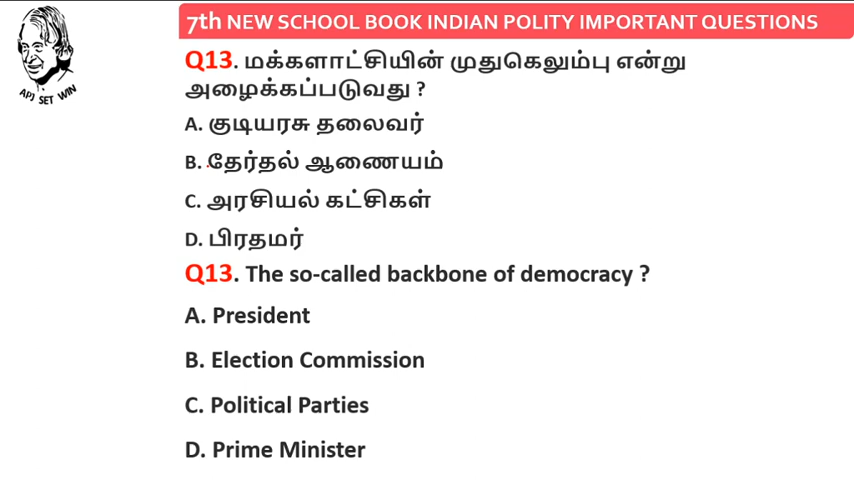 7th NEW SCHOOL BOOK INDIAN POLITY IMPORTANT QUESTIONS
APJ SET WIN
Q13. மக்களாட்சியின் முதுகெலும்பு என்று
அழைக்கப்படுவது ?
A. குடியரசு தலைவர்
B. தேர்தல் ஆணையம்
C. அரசியல் கட்சிகள்
D. பிரதமர்
Q13. The so-called backbone of democracy ?
A. President
B. Election Commission
C. Political Parties
D. Prime Minister